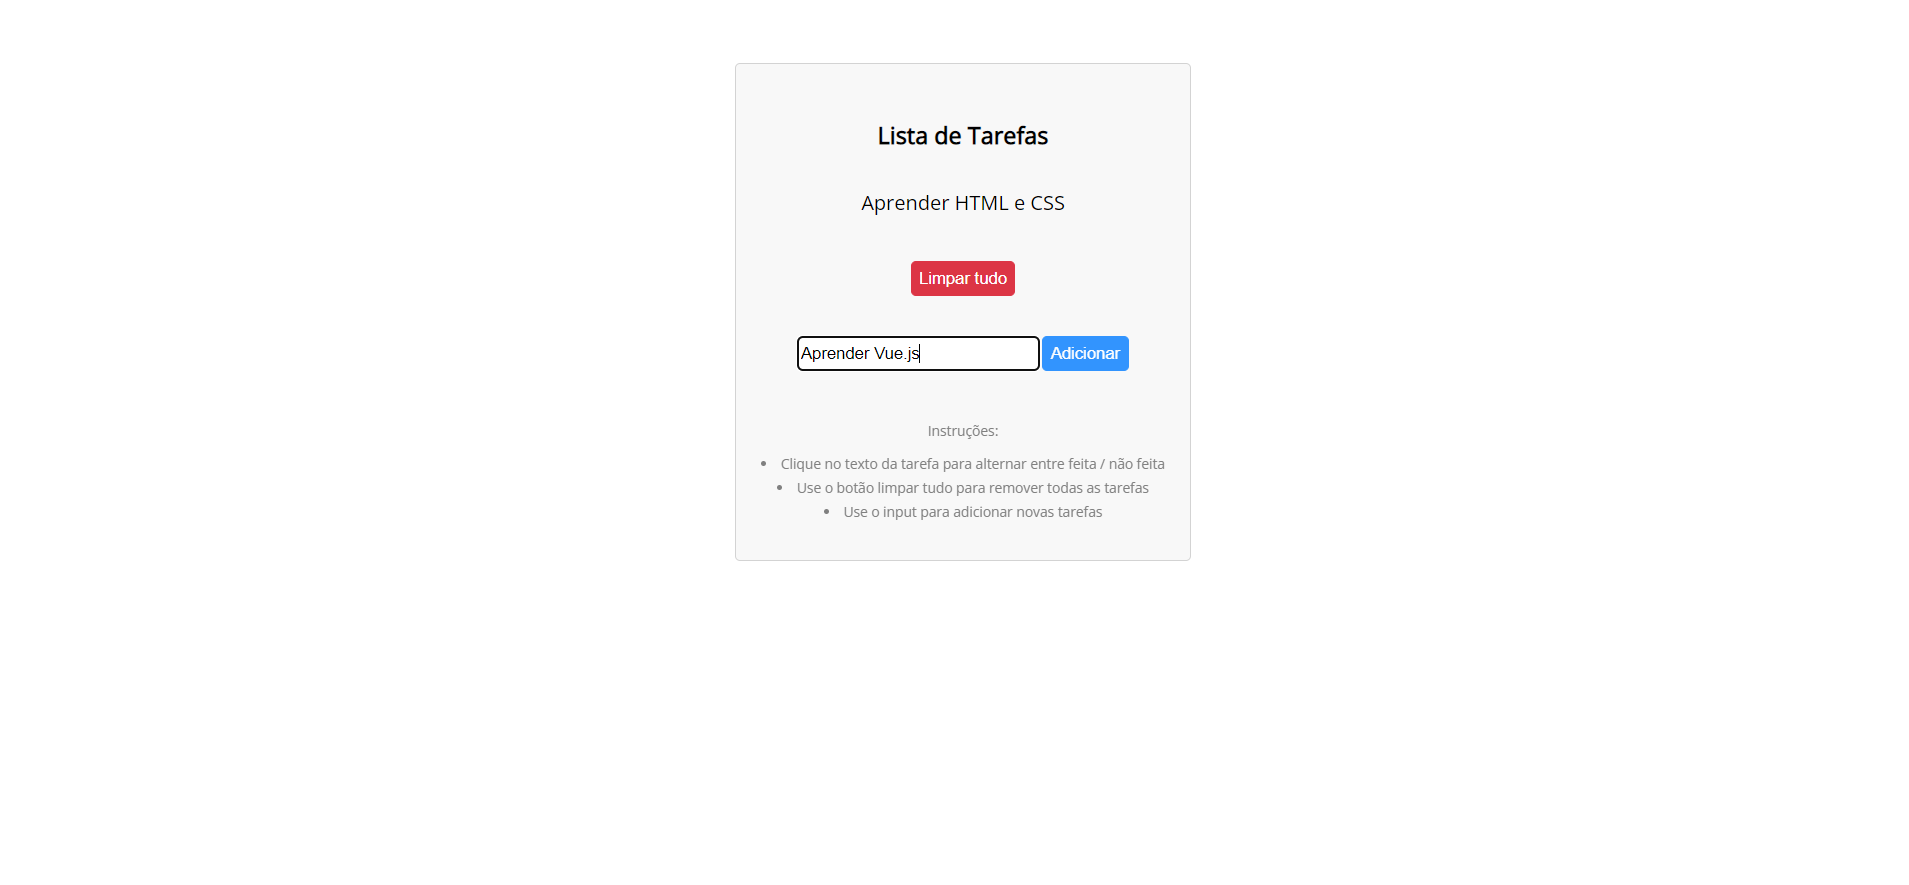 Lista de Tarefas
Aprender HTML e CSS
Limpar tudo
Aprender Vue.js Adicionar
Instruções:
• Clique no texto da tarefa para alternar entre feita / não feita
• Use o botão limpar tudo para remover todas as tarefas
• Use o input para adicionar novas tarefas